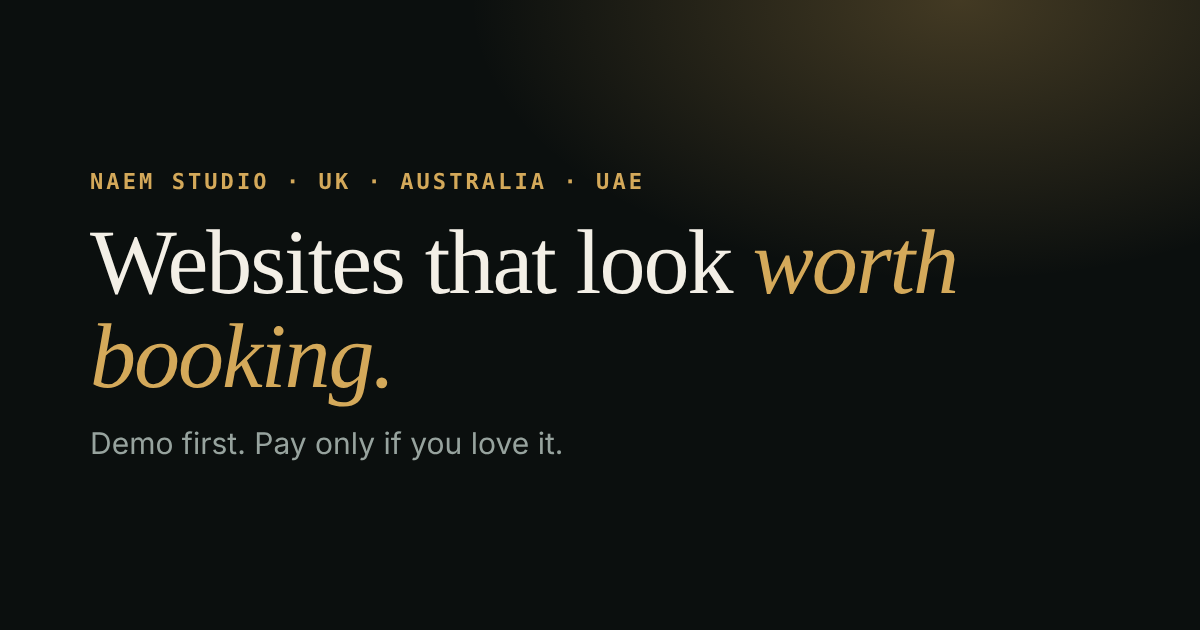 NAEM STUDIO · UK · AUSTRALIA · UAE
Websites that look worth
booking.
Demo first. Pay only if you love it.